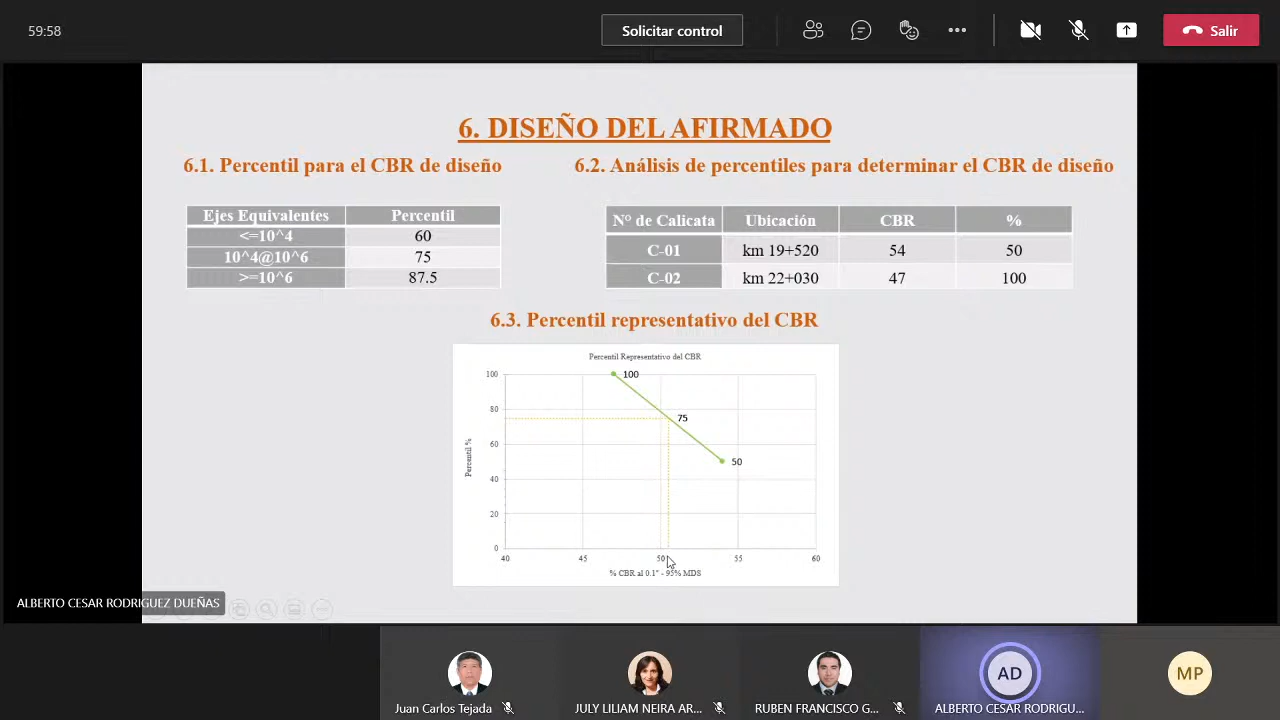 59:58
Solicitar control
Salir
6. DISEÑO DEL AFIRMADO
6.1. Percentil para el CBR de diseño
6.2. Análisis de percentiles para determinar el CBR de diseño
Ejes Equivalentes Percentil
<=10^4 60
10^4@10^6 75
>=10^6 87.5
N° de Calicata Ubicación CBR %
C-01 km 19+520 54 50
C-02 km 22+030 47 100
6.3. Percentil representativo del CBR
Percentil Representativo del CBR
100
80
60
40
20
0
Percentil %
100
75
50
40 45 50 55 60
% CBR al 0.1" - 95% MDS
ALBERTO CESAR RODRIGUEZ DUEÑAS
AD
MP
Juan Carlos Tejada
JULY LILIAM NEIRA AR...
RUBEN FRANCISCO G...
ALBERTO CESAR RODRIGU...